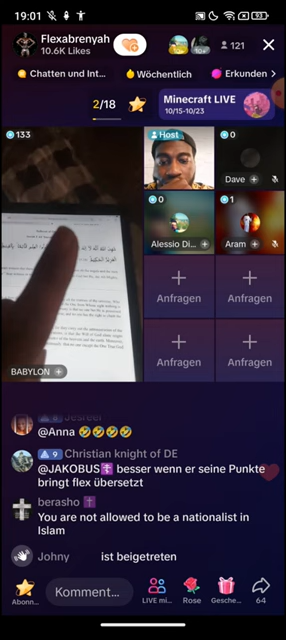 19:01
93
Flexabrenyah
10.6K Likes
121
Chatten und Int...
Wöchentlich
Erkunden
2/18
Minecraft LIVE
10/15-10/23
133
Host
0
Dave
0
Alessio Di...
1
Aram
Anfragen
Anfragen
Anfragen
Anfragen
BABYLON
@Anna 🤣🤣🤣🤣
9 Christian knight of DE
@JAKOBUS✝️ besser wenn er seine Punkte
bringt flex übersetzt
berasho ✝️
You are not allowed to be a nationalist in
Islam
Johny ist beigetreten
Abonn...
Komment...
LIVE mi...
Rose
Gesche...
64